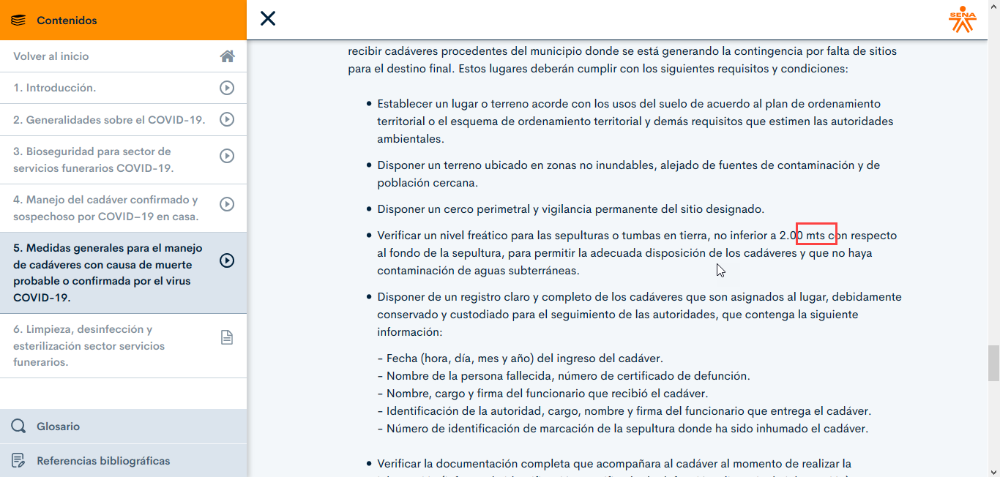 Contenidos
Volver al inicio
1. Introducción.
2. Generalidades sobre el COVID-19.
3. Bioseguridad para sector de
servicios funerarios COVID-19.
4. Manejo del cadáver confirmado y
sospechoso por COVID–19 en casa.
5. Medidas generales para el manejo
de cadáveres con causa de muerte
probable o confirmada por el virus
COVID-19.
6. Limpieza, desinfección y
esterilización sector servicios
funerarios.
Glosario
Referencias bibliográficas
SENA
recibir cadáveres procedentes del municipio donde se está generando la contingencia por falta de sitios
para el destino final. Estos lugares deberán cumplir con los siguientes requisitos y condiciones:
• Establecer un lugar o terreno acorde con los usos del suelo de acuerdo al plan de ordenamiento
territorial o el esquema de ordenamiento territorial y demás requisitos que estimen las autoridades
ambientales.
• Disponer un terreno ubicado en zonas no inundables, alejado de fuentes de contaminación y de
población cercana.
• Disponer un cerco perimetral y vigilancia permanente del sitio designado.
• Verificar un nivel freático para las sepulturas o tumbas en tierra, no inferior a 2.00 mts con respecto
al fondo de la sepultura, para permitir la adecuada disposición de los cadáveres y que no haya
contaminación de aguas subterráneas.
• Disponer de un registro claro y completo de los cadáveres que son asignados al lugar, debidamente
conservado y custodiado para el seguimiento de las autoridades, que contenga la siguiente
información:
- Fecha (hora, día, mes y año) del ingreso del cadáver.
- Nombre de la persona fallecida, número de certificado de defunción.
- Nombre, cargo y firma del funcionario que recibió el cadáver.
- Identificación de la autoridad, cargo, nombre y firma del funcionario que entrega el cadáver.
- Número de identificación de marcación de la sepultura donde ha sido inhumado el cadáver.
• Verificar la documentación completa que acompañara al cadáver al momento de realizar la